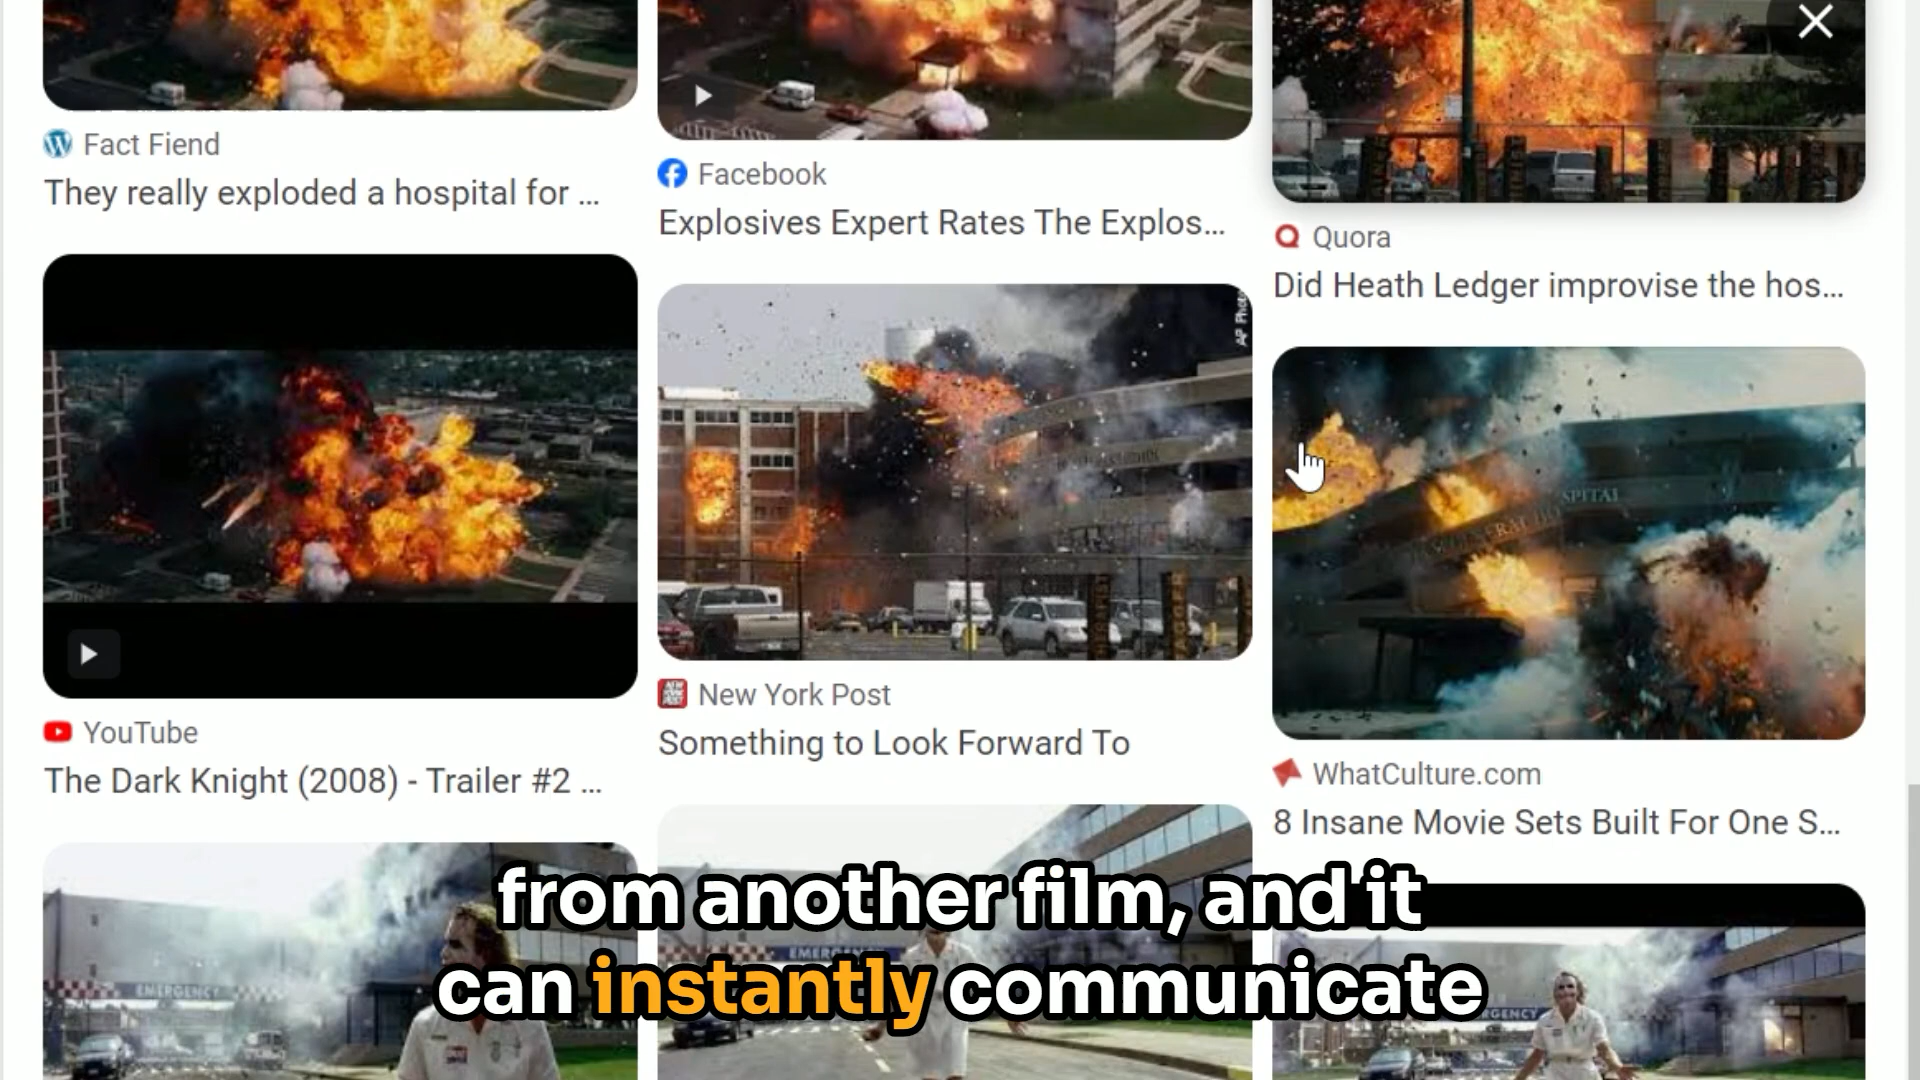 Fact Fiend
They really exploded a hospital for ...
Facebook
Explosives Expert Rates The Explos...
Quora
Did Heath Ledger improvise the hos...
AP Photo
SPITAL
YouTube
The Dark Knight (2008) - Trailer #2 ...
New York Post
Something to Look Forward To
WhatCulture.com
8 Insane Movie Sets Built For One S...
EMERGENCY
EMERGENCY
RGENCY
from another film, and it
can instantly communicate